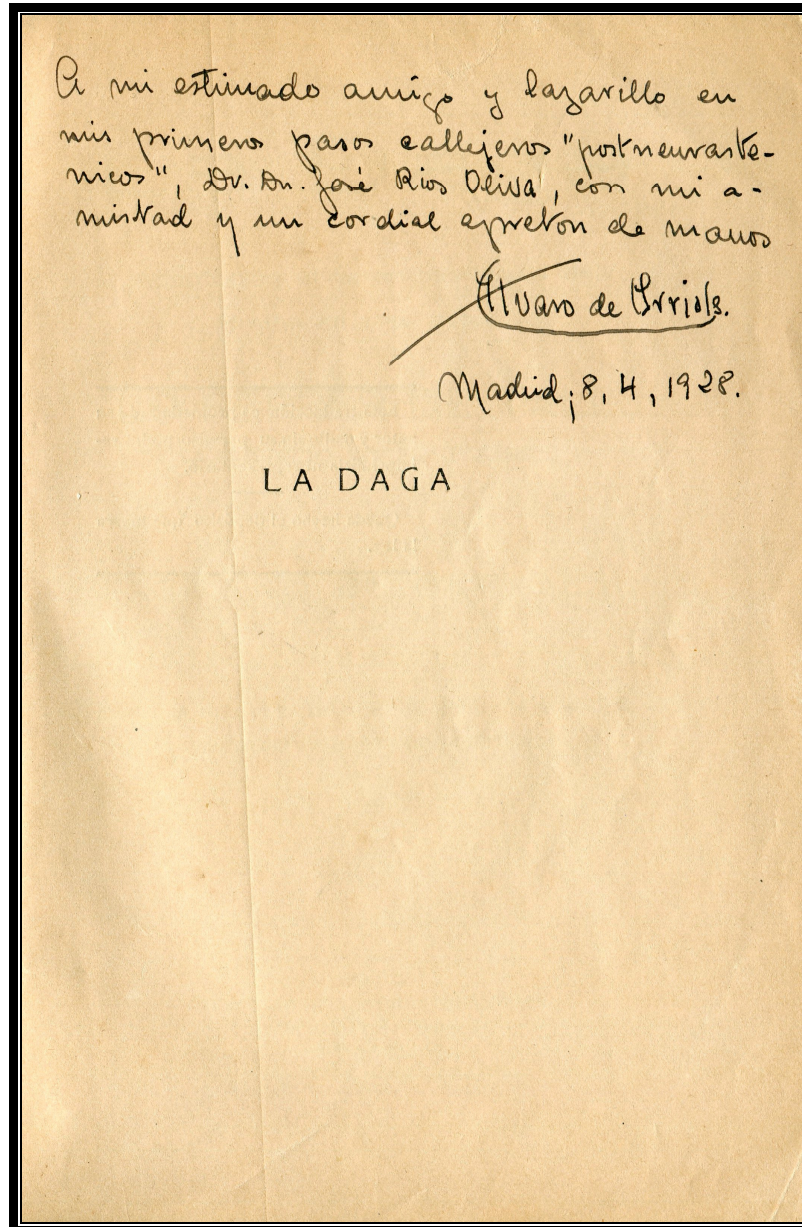 A mi estimado amigo y lazarillo en
mis primeros pasos callejeros "postneuraste-
nicos", Dr. Dn. José Rios Oliva, con mi a-
mistad y un cordial apretón de manos
Alvaro de Orriols.
Madrid; 8, 4, 1928.
LA DAGA